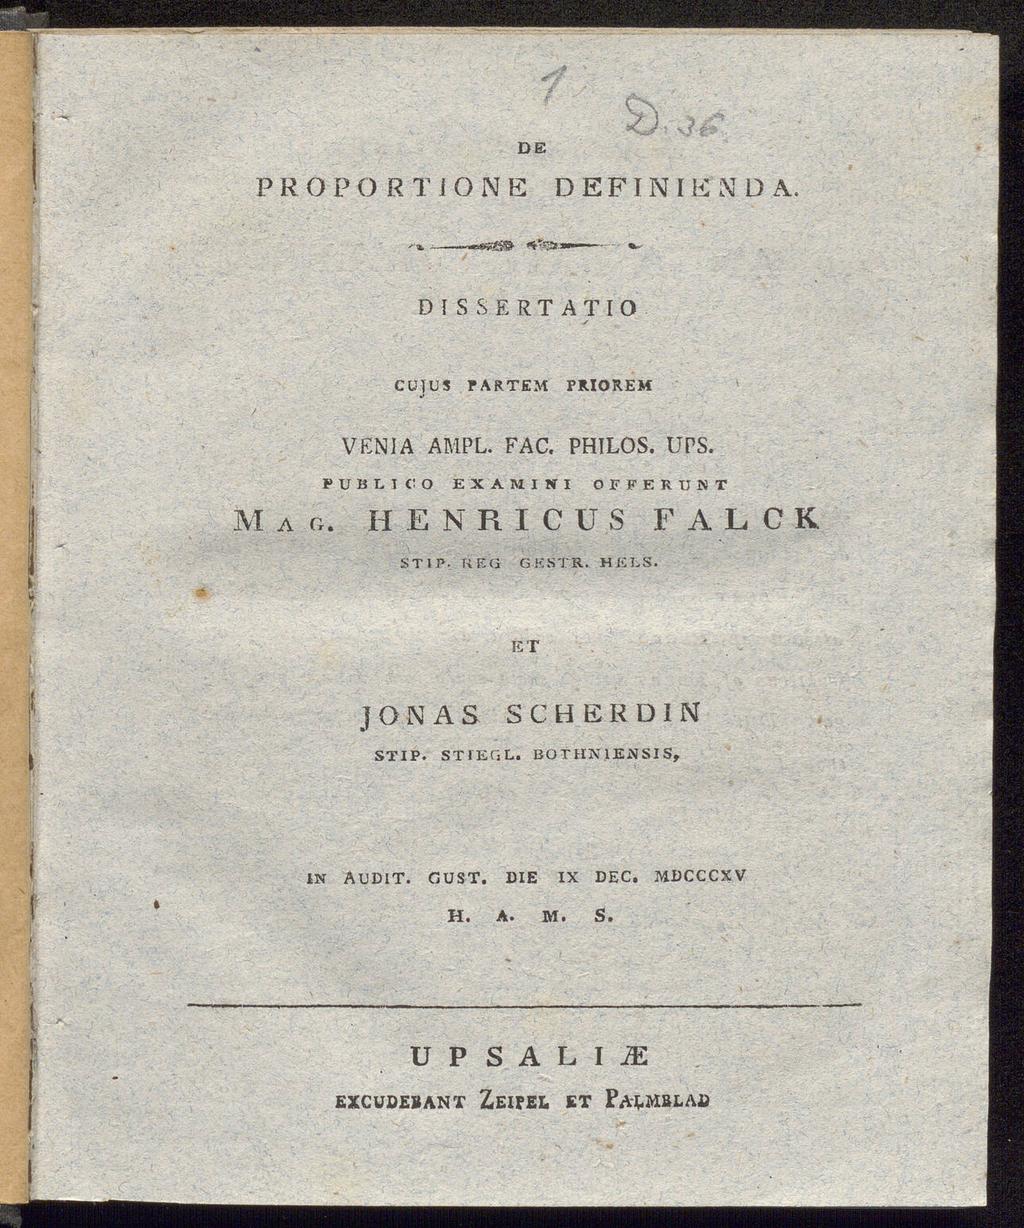 1
D. 36.
DE
PROPORTIONE DEFINIENDA.
DISSERTATIO
CUJUS PARTEM PRIOREM
VENIA AMPL. FAC. PHILOS. UPS.
PUBLICO EXAMINI OFFERUNT
MAG. HENRICUS FALCK
STIP. REG GESTR. HELS.
ET
JONAS SCHERDIN
STIP. STIEGL. BOTHNIENSIS,
IN AUDIT. GUST. DIE IX DEC. MDCCCXV
H. A. M. S.
UPSALIÆ
EXCUDEBANT ZEIPEL ET PALMBLAD